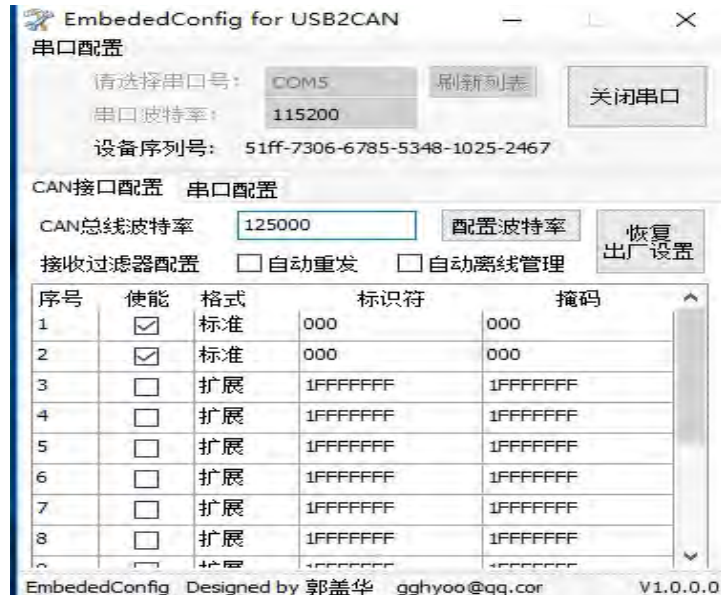 EmbededConfig for USB2CAN
串口配置
请选择串口号: COM5 刷新列表 关闭串口
串口波特率: 115200
设备序列号: 51ff-7306-6785-5348-1025-2467
CAN接口配置 串口配置
CAN总线波特率 125000 配置波特率 恢复
出厂设置
接收过滤器配置 自动重发 自动离线管理
序号 使能 格式 标识符 掩码
1 标准 000 000
2 标准 000 000
3 扩展 1FFFFFFF 1FFFFFFF
4 扩展 1FFFFFFF 1FFFFFFF
5 扩展 1FFFFFFF 1FFFFFFF
6 扩展 1FFFFFFF 1FFFFFFF
7 扩展 1FFFFFFF 1FFFFFFF
8 扩展 1FFFFFFF 1FFFFFFF
EmbededConfig Designed by 郭盖华 gghyoo@qq.cor V1.0.0.0